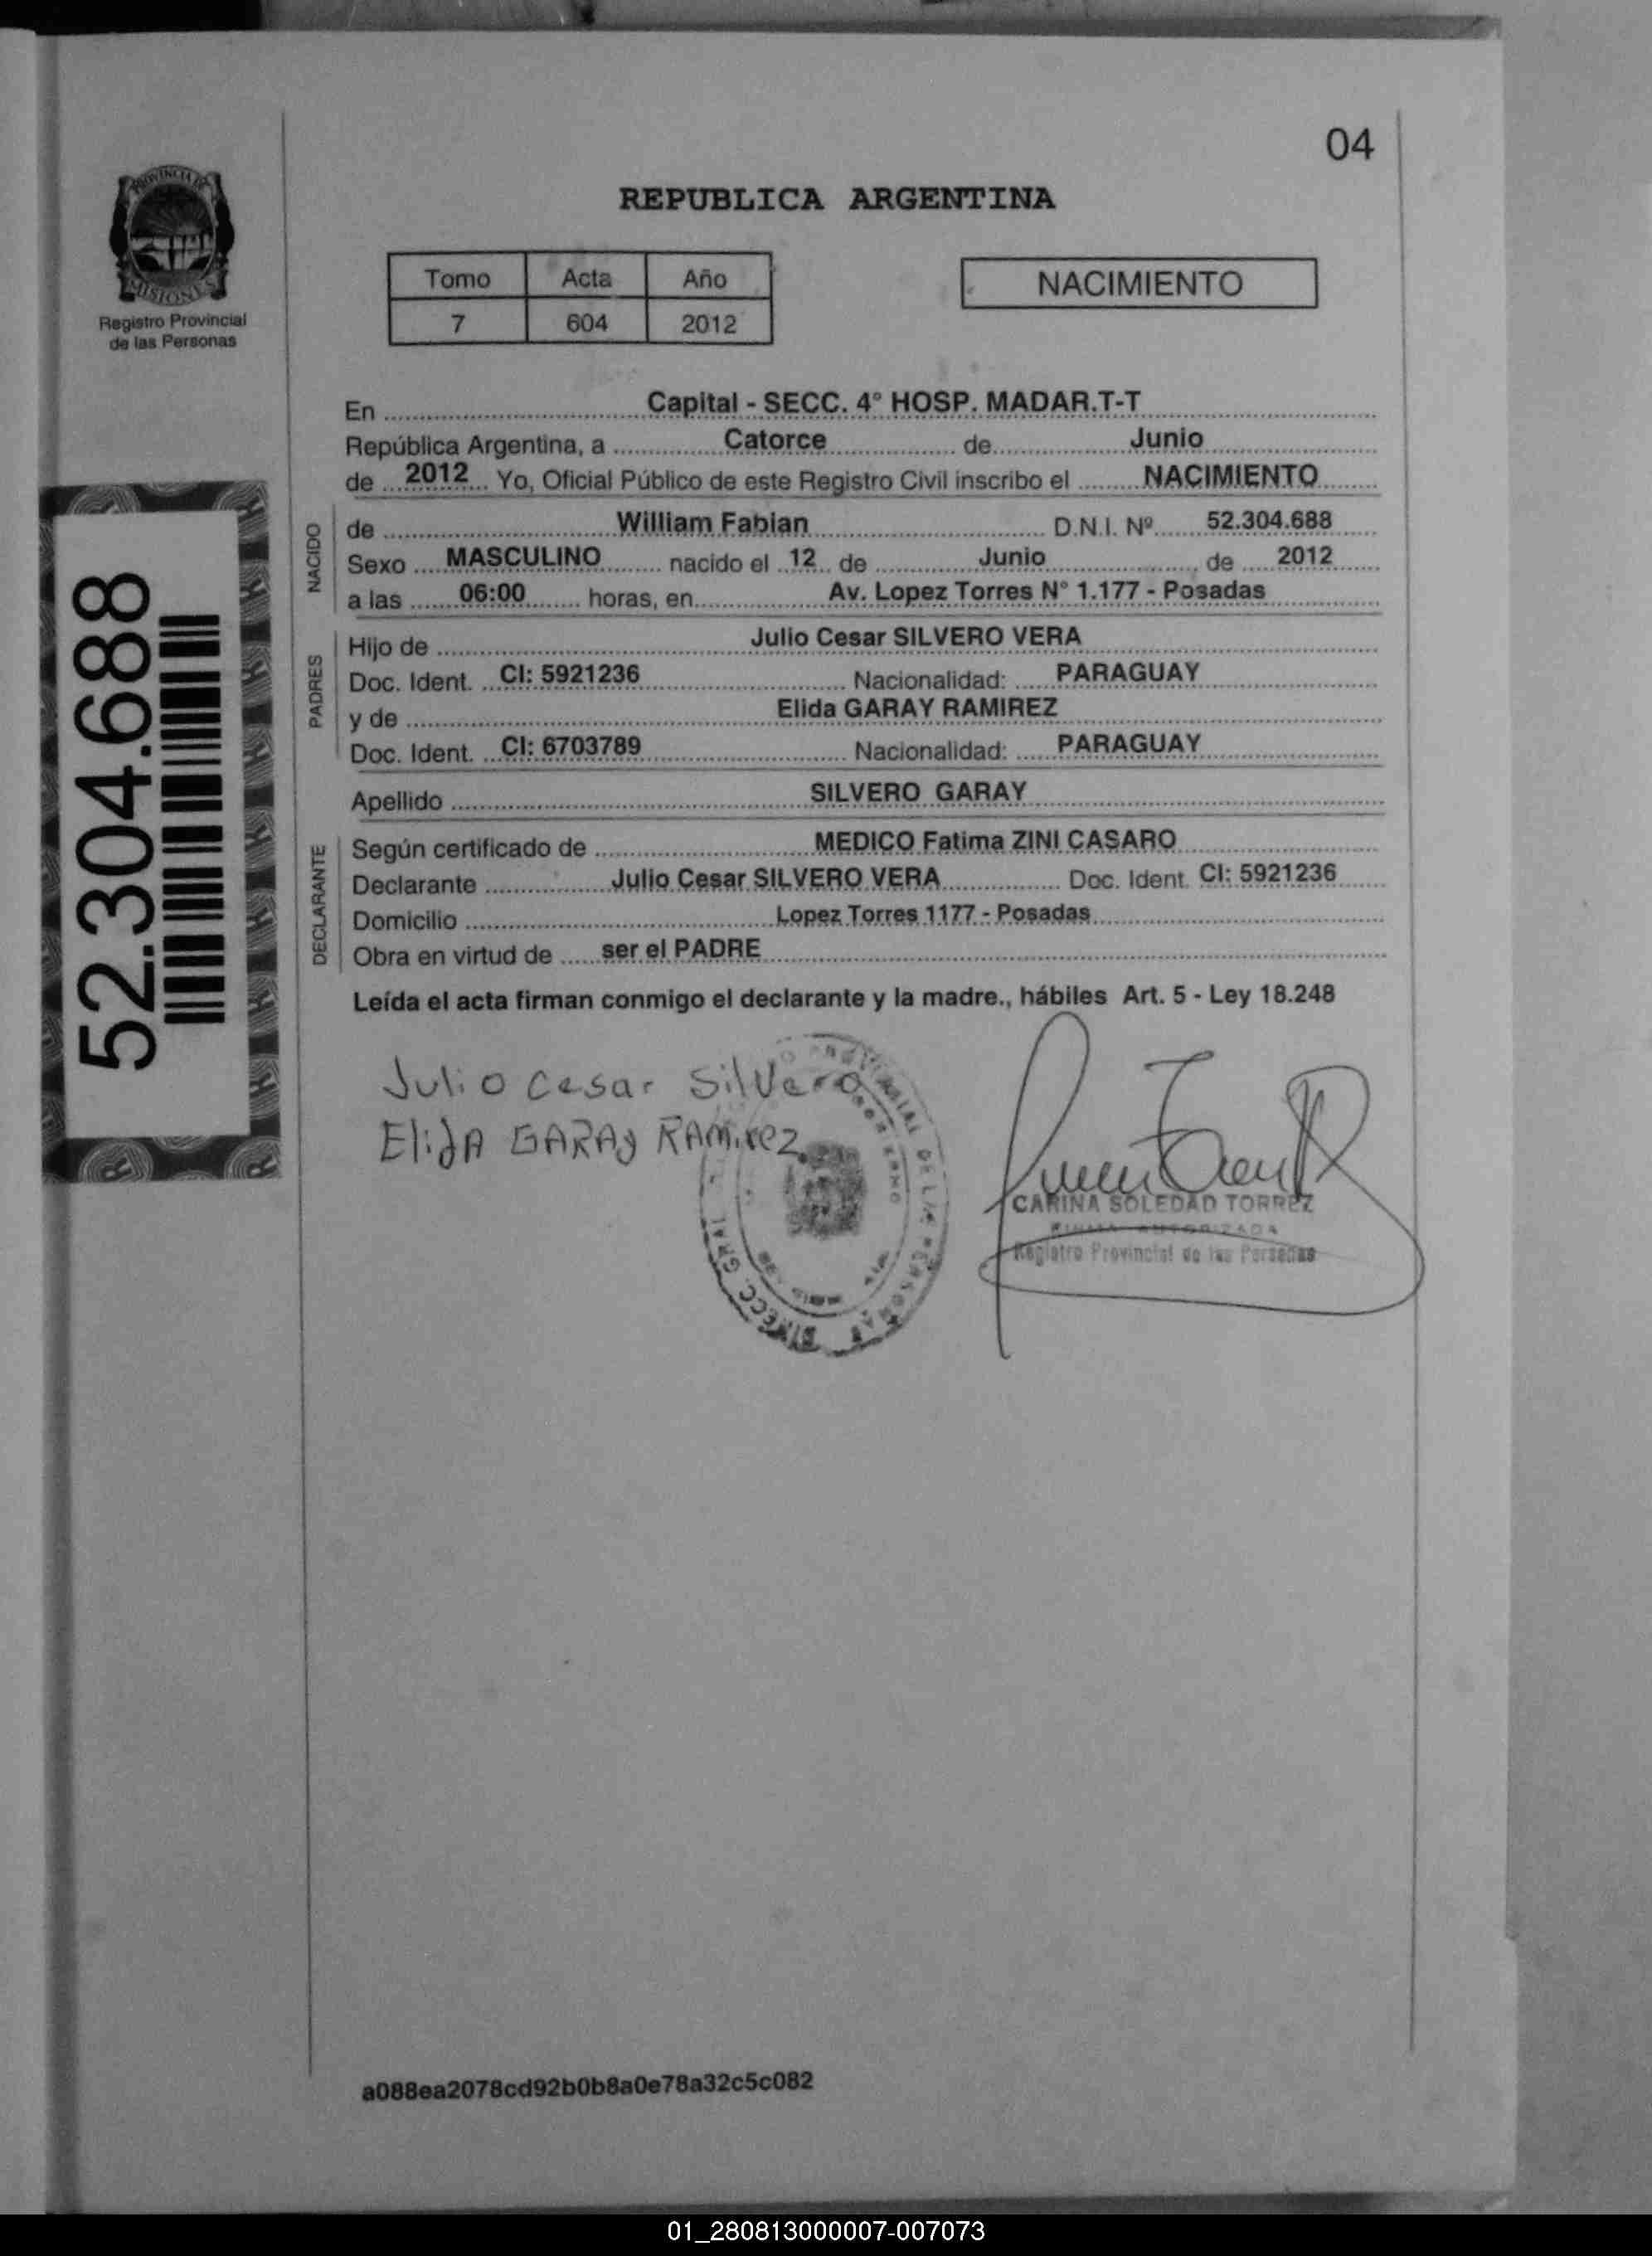 04
PROVINCIA DE
MISIONES
Registro Provincial
de las Personas
REPUBLICA ARGENTINA
Tomo Acta Año
7 604 2012
NACIMIENTO
En Capital - SECC. 4° HOSP. MADAR.T-T
República Argentina, a Catorce de Junio
de 2012 Yo, Oficial Público de este Registro Civil inscribo el NACIMIENTO
NACIDO
de William Fabian D.N.I. Nº 52.304.688
Sexo MASCULINO nacido el 12 de Junio de 2012
a las 06:00 horas, en Av. Lopez Torres N° 1.177 - Posadas
PADRES
Hijo de Julio Cesar SILVERO VERA
Doc. Ident. CI: 5921236 Nacionalidad: PARAGUAY
y de Elida GARAY RAMIREZ
Doc. Ident. CI: 6703789 Nacionalidad: PARAGUAY
Apellido SILVERO GARAY
DECLARANTE
Según certificado de MEDICO Fatima ZINI CASARO
Declarante Julio Cesar SILVERO VERA Doc. Ident. CI: 5921236
Domicilio Lopez Torres 1177 - Posadas
Obra en virtud de ser el PADRE
Leída el acta firman conmigo el declarante y la madre., hábiles Art. 5 - Ley 18.248
52.304.688
Julio Cesar Silvero
Elida GARAY RAMirez
CARINA SOLEDAD TORREZ
FIRMA AUTORIZADA
Registro Provincial de las Personas
a088ea2078cd92b0b8a0e78a32c5c082
01_280813000007-007073